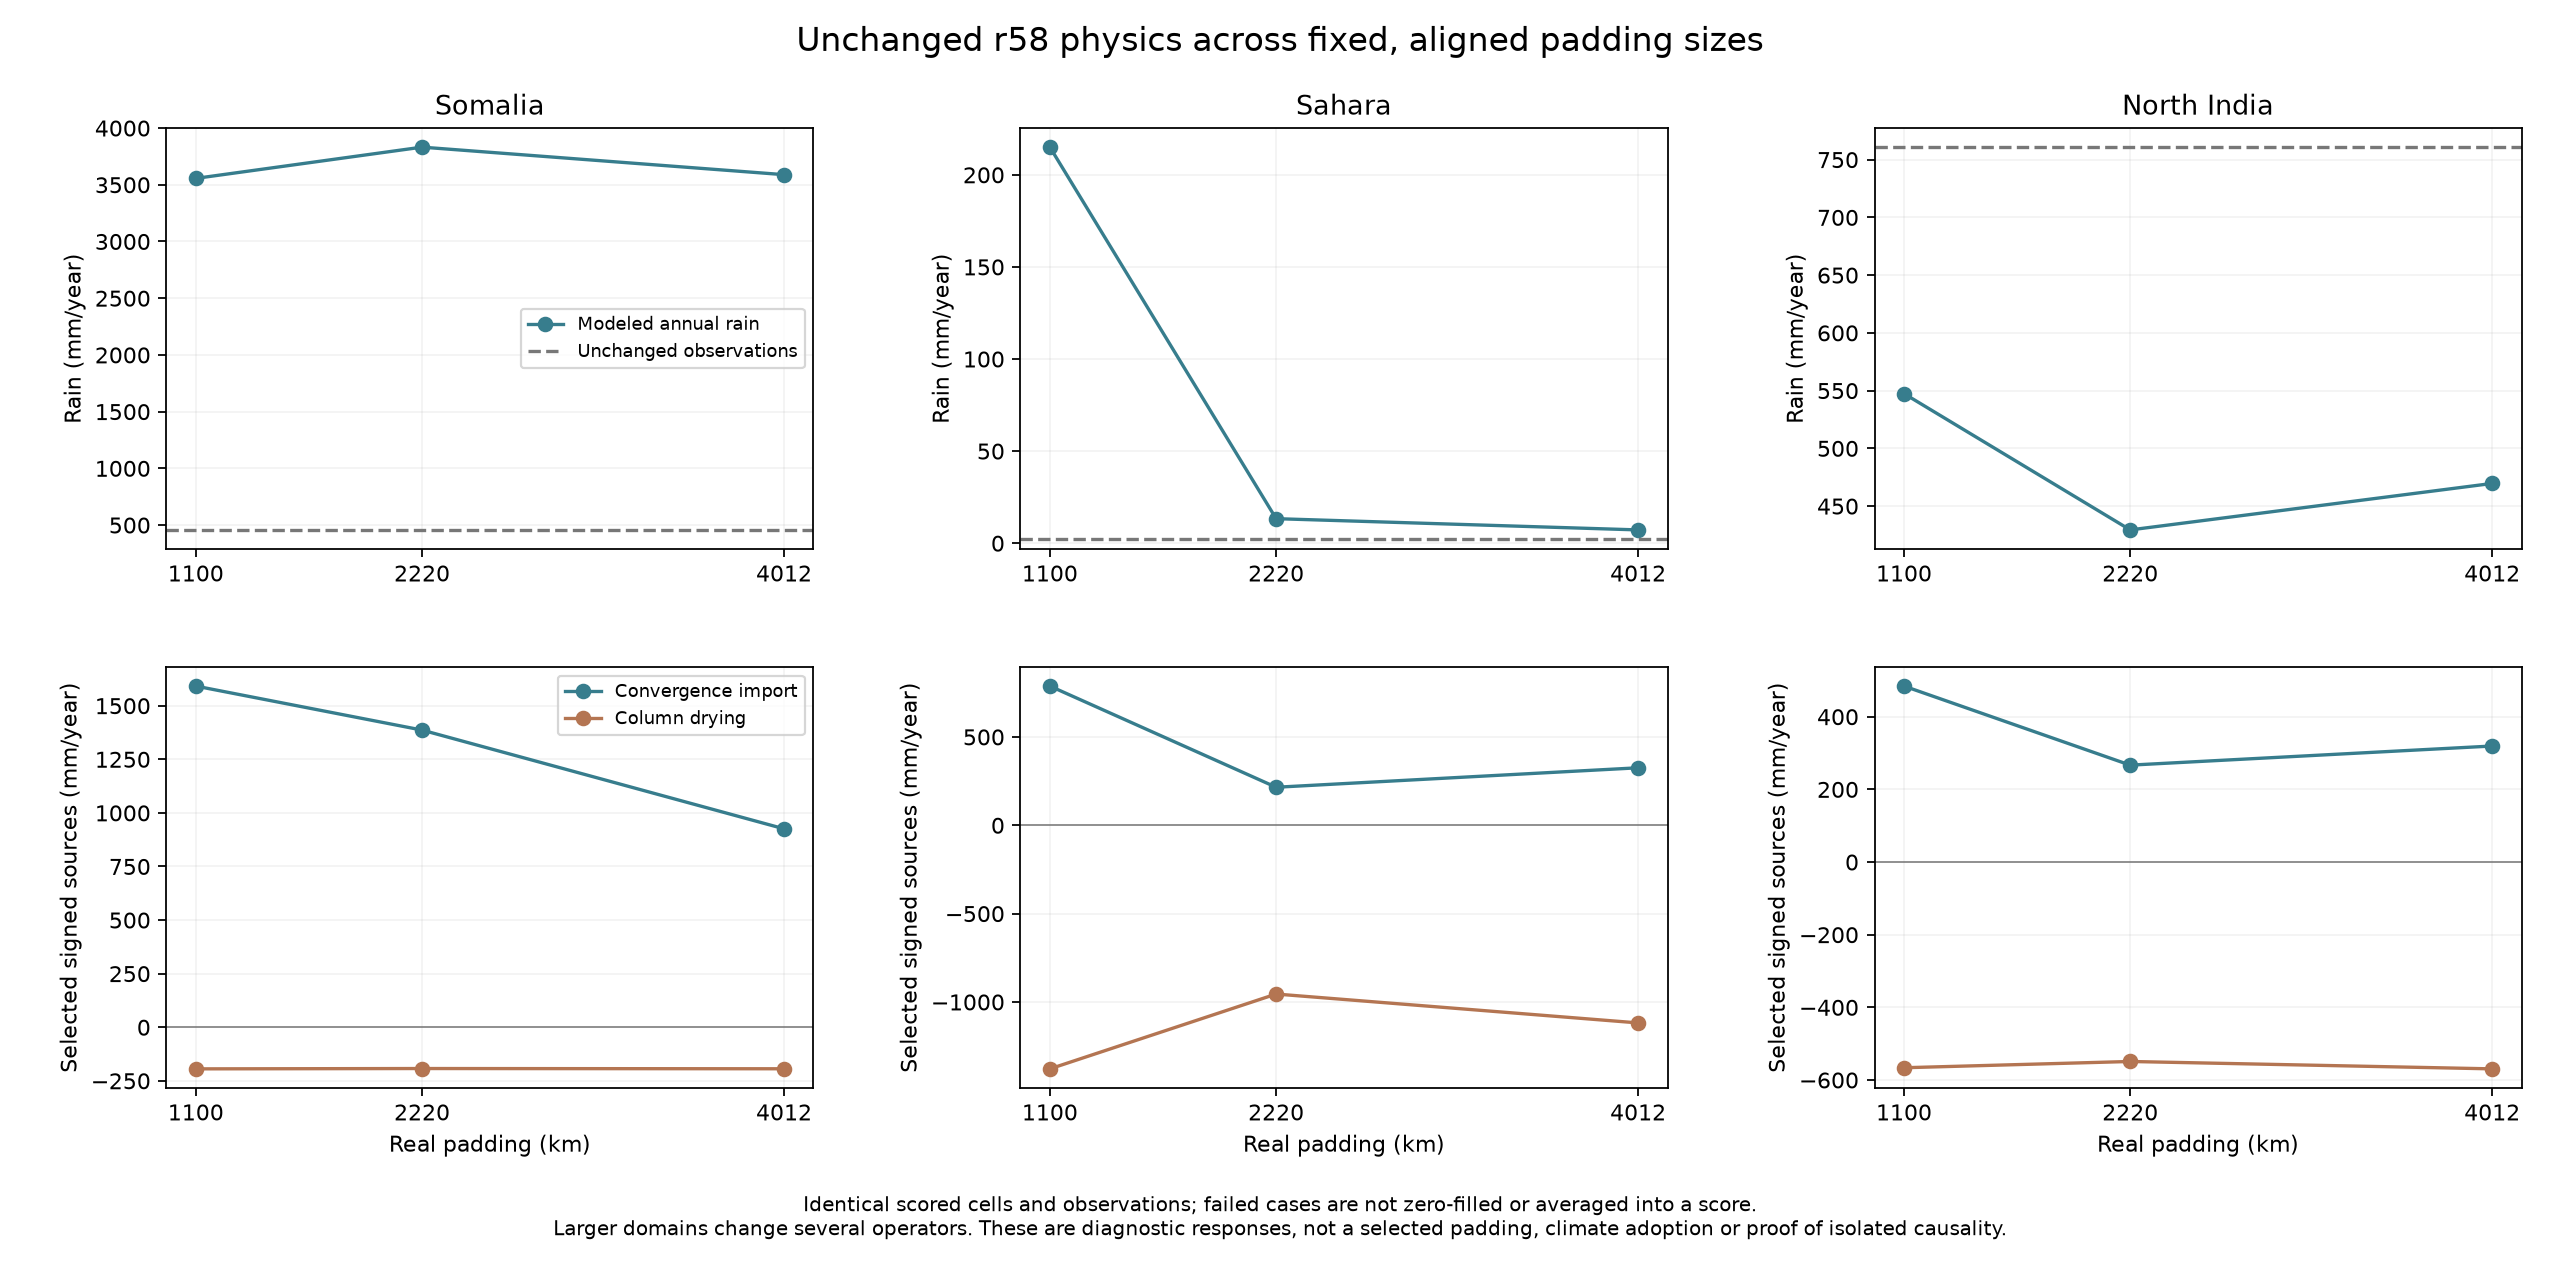 Unchanged r58 physics across fixed, aligned padding sizes
Somalia
Rain (mm/year)
4000
3500
3000
2500
2000
1500
1000
500
Modeled annual rain
Unchanged observations
1100 2220 4012
Sahara
Rain (mm/year)
200
150
100
50
0
1100 2220 4012
North India
Rain (mm/year)
750
700
650
600
550
500
450
1100 2220 4012
Selected signed sources (mm/year)
1500
1250
1000
750
500
250
0
−250
Convergence import
Column drying
1100 2220 4012
Real padding (km)
Selected signed sources (mm/year)
500
0
−500
−1000
1100 2220 4012
Real padding (km)
Selected signed sources (mm/year)
400
200
0
−200
−400
−600
1100 2220 4012
Real padding (km)
Identical scored cells and observations; failed cases are not zero-filled or averaged into a score.
Larger domains change several operators. These are diagnostic responses, not a selected padding, climate adoption or proof of isolated causality.